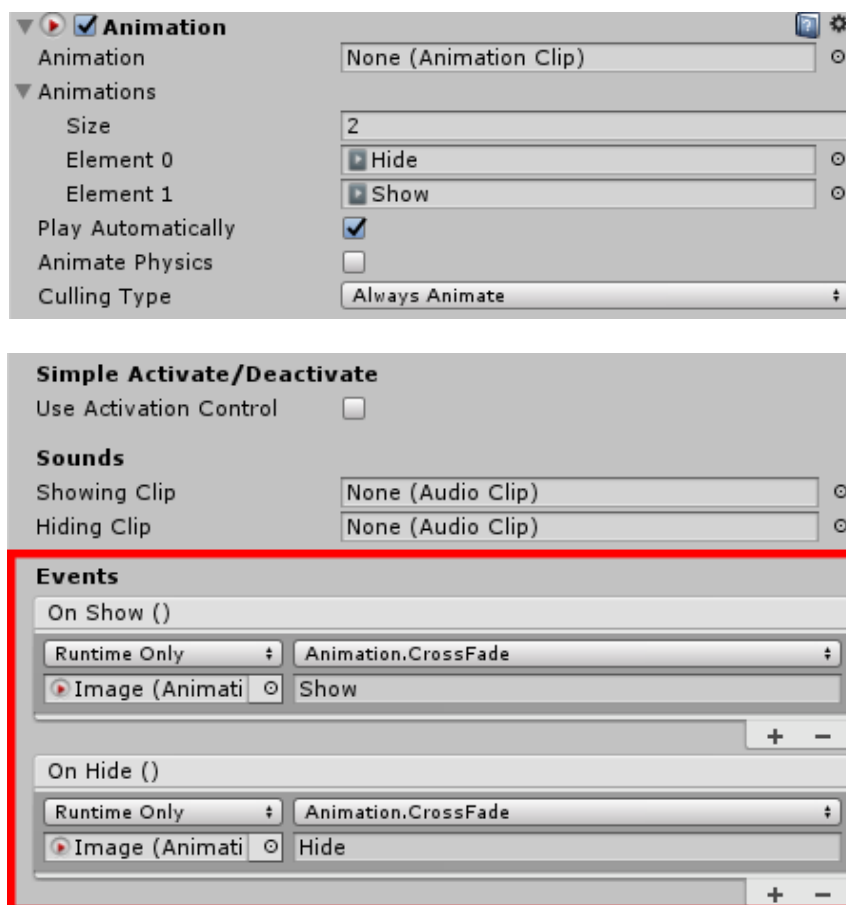 Animation
Animation None (Animation Clip)
Animations
Size 2
Element 0 Hide
Element 1 Show
Play Automatically
Animate Physics
Culling Type Always Animate
Simple Activate/Deactivate
Use Activation Control
Sounds
Showing Clip None (Audio Clip)
Hiding Clip None (Audio Clip)
Events
On Show ()
Runtime Only Animation.CrossFade
Image (Animati Show
+ −
On Hide ()
Runtime Only Animation.CrossFade
Image (Animati Hide
+ −